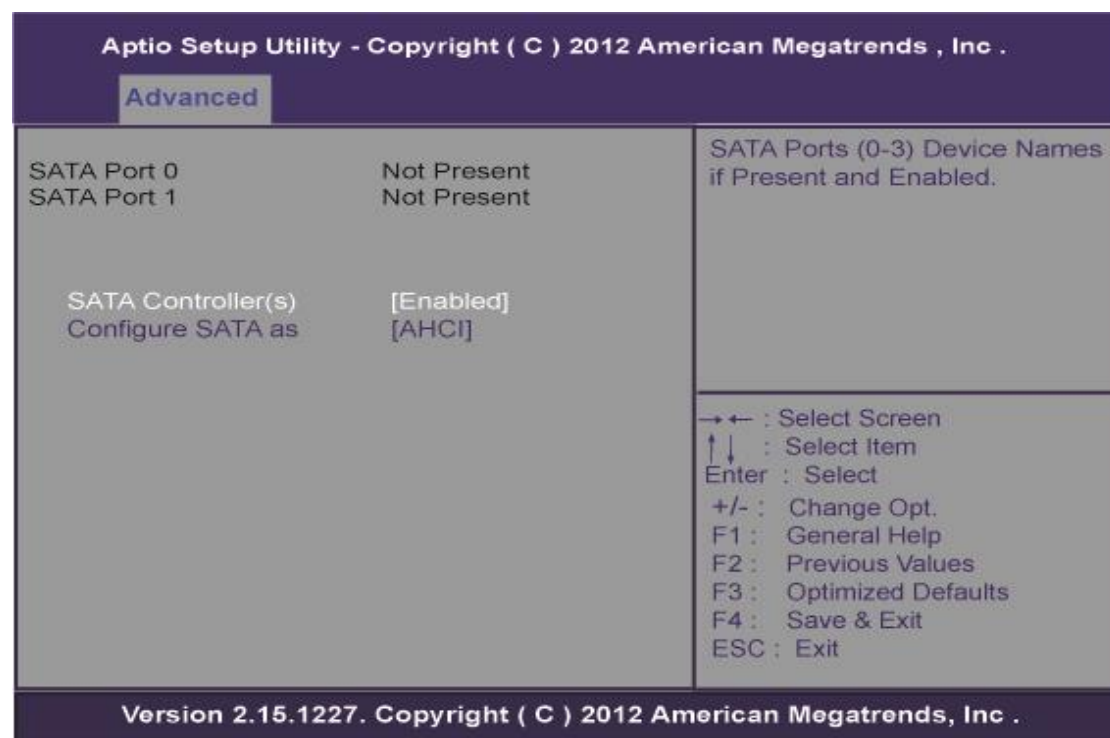 Aptio Setup Utility - Copyright ( C ) 2012 American Megatrends , Inc .
Advanced
SATA Port 0 Not Present
SATA Port 1 Not Present
SATA Controller(s) [Enabled]
Configure SATA as [AHCI]
SATA Ports (0-3) Device Names
if Present and Enabled.
→ ← : Select Screen
↑↓ : Select Item
Enter : Select
+/- : Change Opt.
F1 : General Help
F2 : Previous Values
F3 : Optimized Defaults
F4 : Save & Exit
ESC : Exit
Version 2.15.1227. Copyright ( C ) 2012 American Megatrends, Inc .